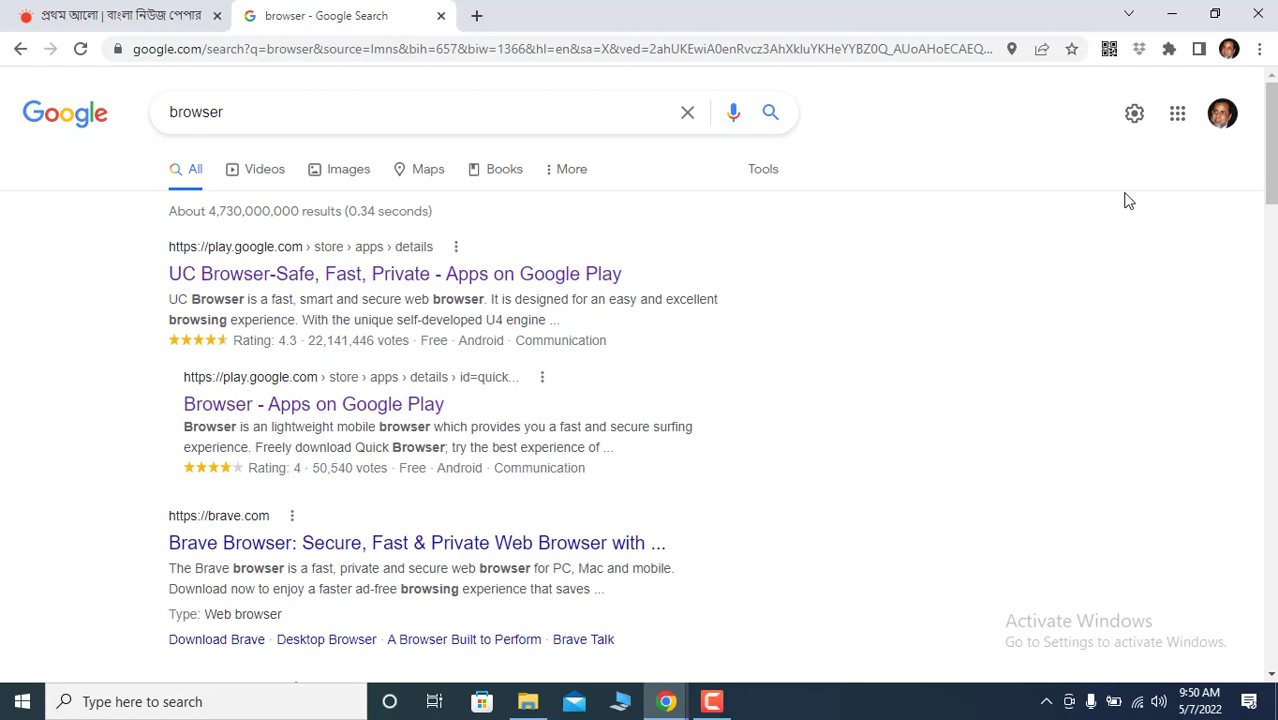 প্রথম আলো | বাংলা নিউজ পেপার
browser - Google Search
google.com/search?q=browser&source=lmns&bih=657&biw=1366&hl=en&sa=X&ved=2ahUKEwiA0enRvcz3AhXkIuYKHeYYBZ0Q_AUoAHoECAEQ...
Google
browser
All
Videos
Images
Maps
Books
More
Tools
About 4,730,000,000 results (0.34 seconds)
https://play.google.com › store › apps › details
UC Browser-Safe, Fast, Private - Apps on Google Play
UC Browser is a fast, smart and secure web browser. It is designed for an easy and excellent
browsing experience. With the unique self-developed U4 engine ...
Rating: 4.3 · 22,141,446 votes · Free · Android · Communication
https://play.google.com › store › apps › details › id=quick...
Browser - Apps on Google Play
Browser is an lightweight mobile browser which provides you a fast and secure surfing
experience. Freely download Quick Browser; try the best experience of ...
Rating: 4 · 50,540 votes · Free · Android · Communication
https://brave.com
Brave Browser: Secure, Fast & Private Web Browser with ...
The Brave browser is a fast, private and secure web browser for PC, Mac and mobile.
Download now to enjoy a faster ad-free browsing experience that saves ...
Type: Web browser
Download Brave · Desktop Browser · A Browser Built to Perform · Brave Talk
Activate Windows
Go to Settings to activate Windows.
Type here to search
9:50 AM
5/7/2022